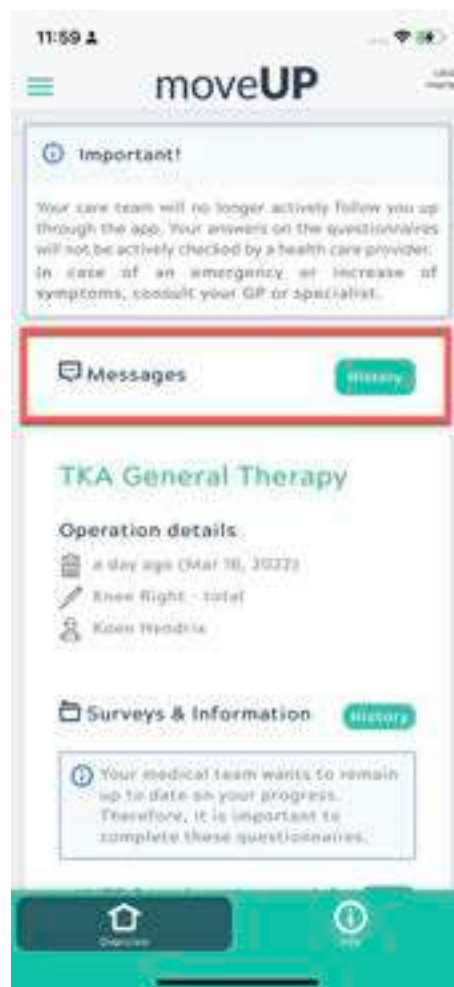 11:59
moveUP
Important!
Your care team will no longer actively follow you up
through the app. Your answers on the questionnaires
will not be actively checked by a health care provider.
In case of an emergency or increase of
symptoms, consult your GP or specialist.
Messages
History
TKA General Therapy
Operation details
a day ago (Mar 16, 2022)
Knee Right - total
Koen Hendrix
Surveys & Information
History
Your medical team wants to remain
up to date on your progress.
Therefore, it is important to
complete these questionnaires.
Overview
Info